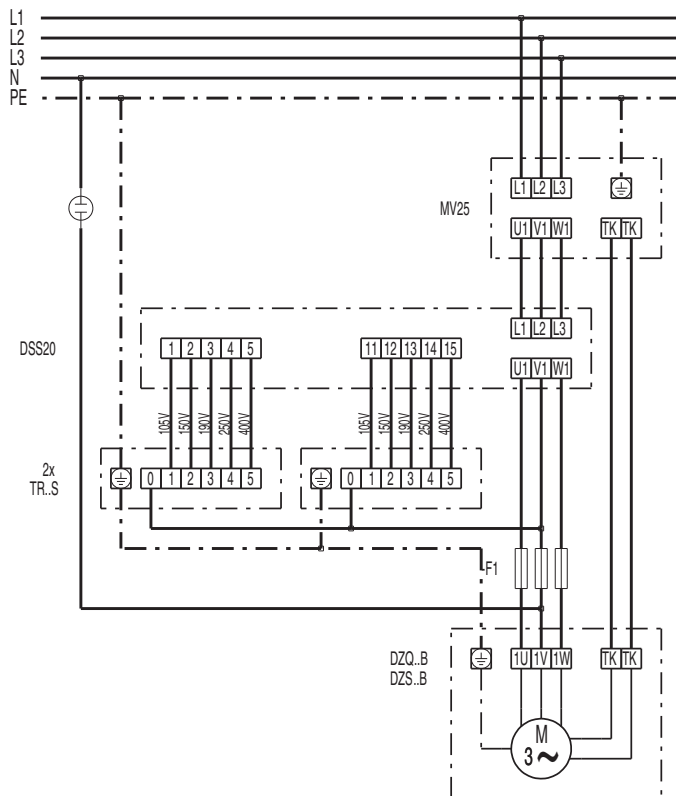 L1
L2
L3
N
PE
L1 L2 L3
MV25
U1 V1 W1 TK TK
L1 L2 L3
DSS20
1 2 3 4 5 11 12 13 14 15
U1 V1 W1
105V 150V 190V 250V 400V 105V 150V 190V 250V 400V
2x
TR..S
0 1 2 3 4 5 0 1 2 3 4 5
F1
DZQ..B
DZS..B
1U 1V 1W TK TK
M
3 ~